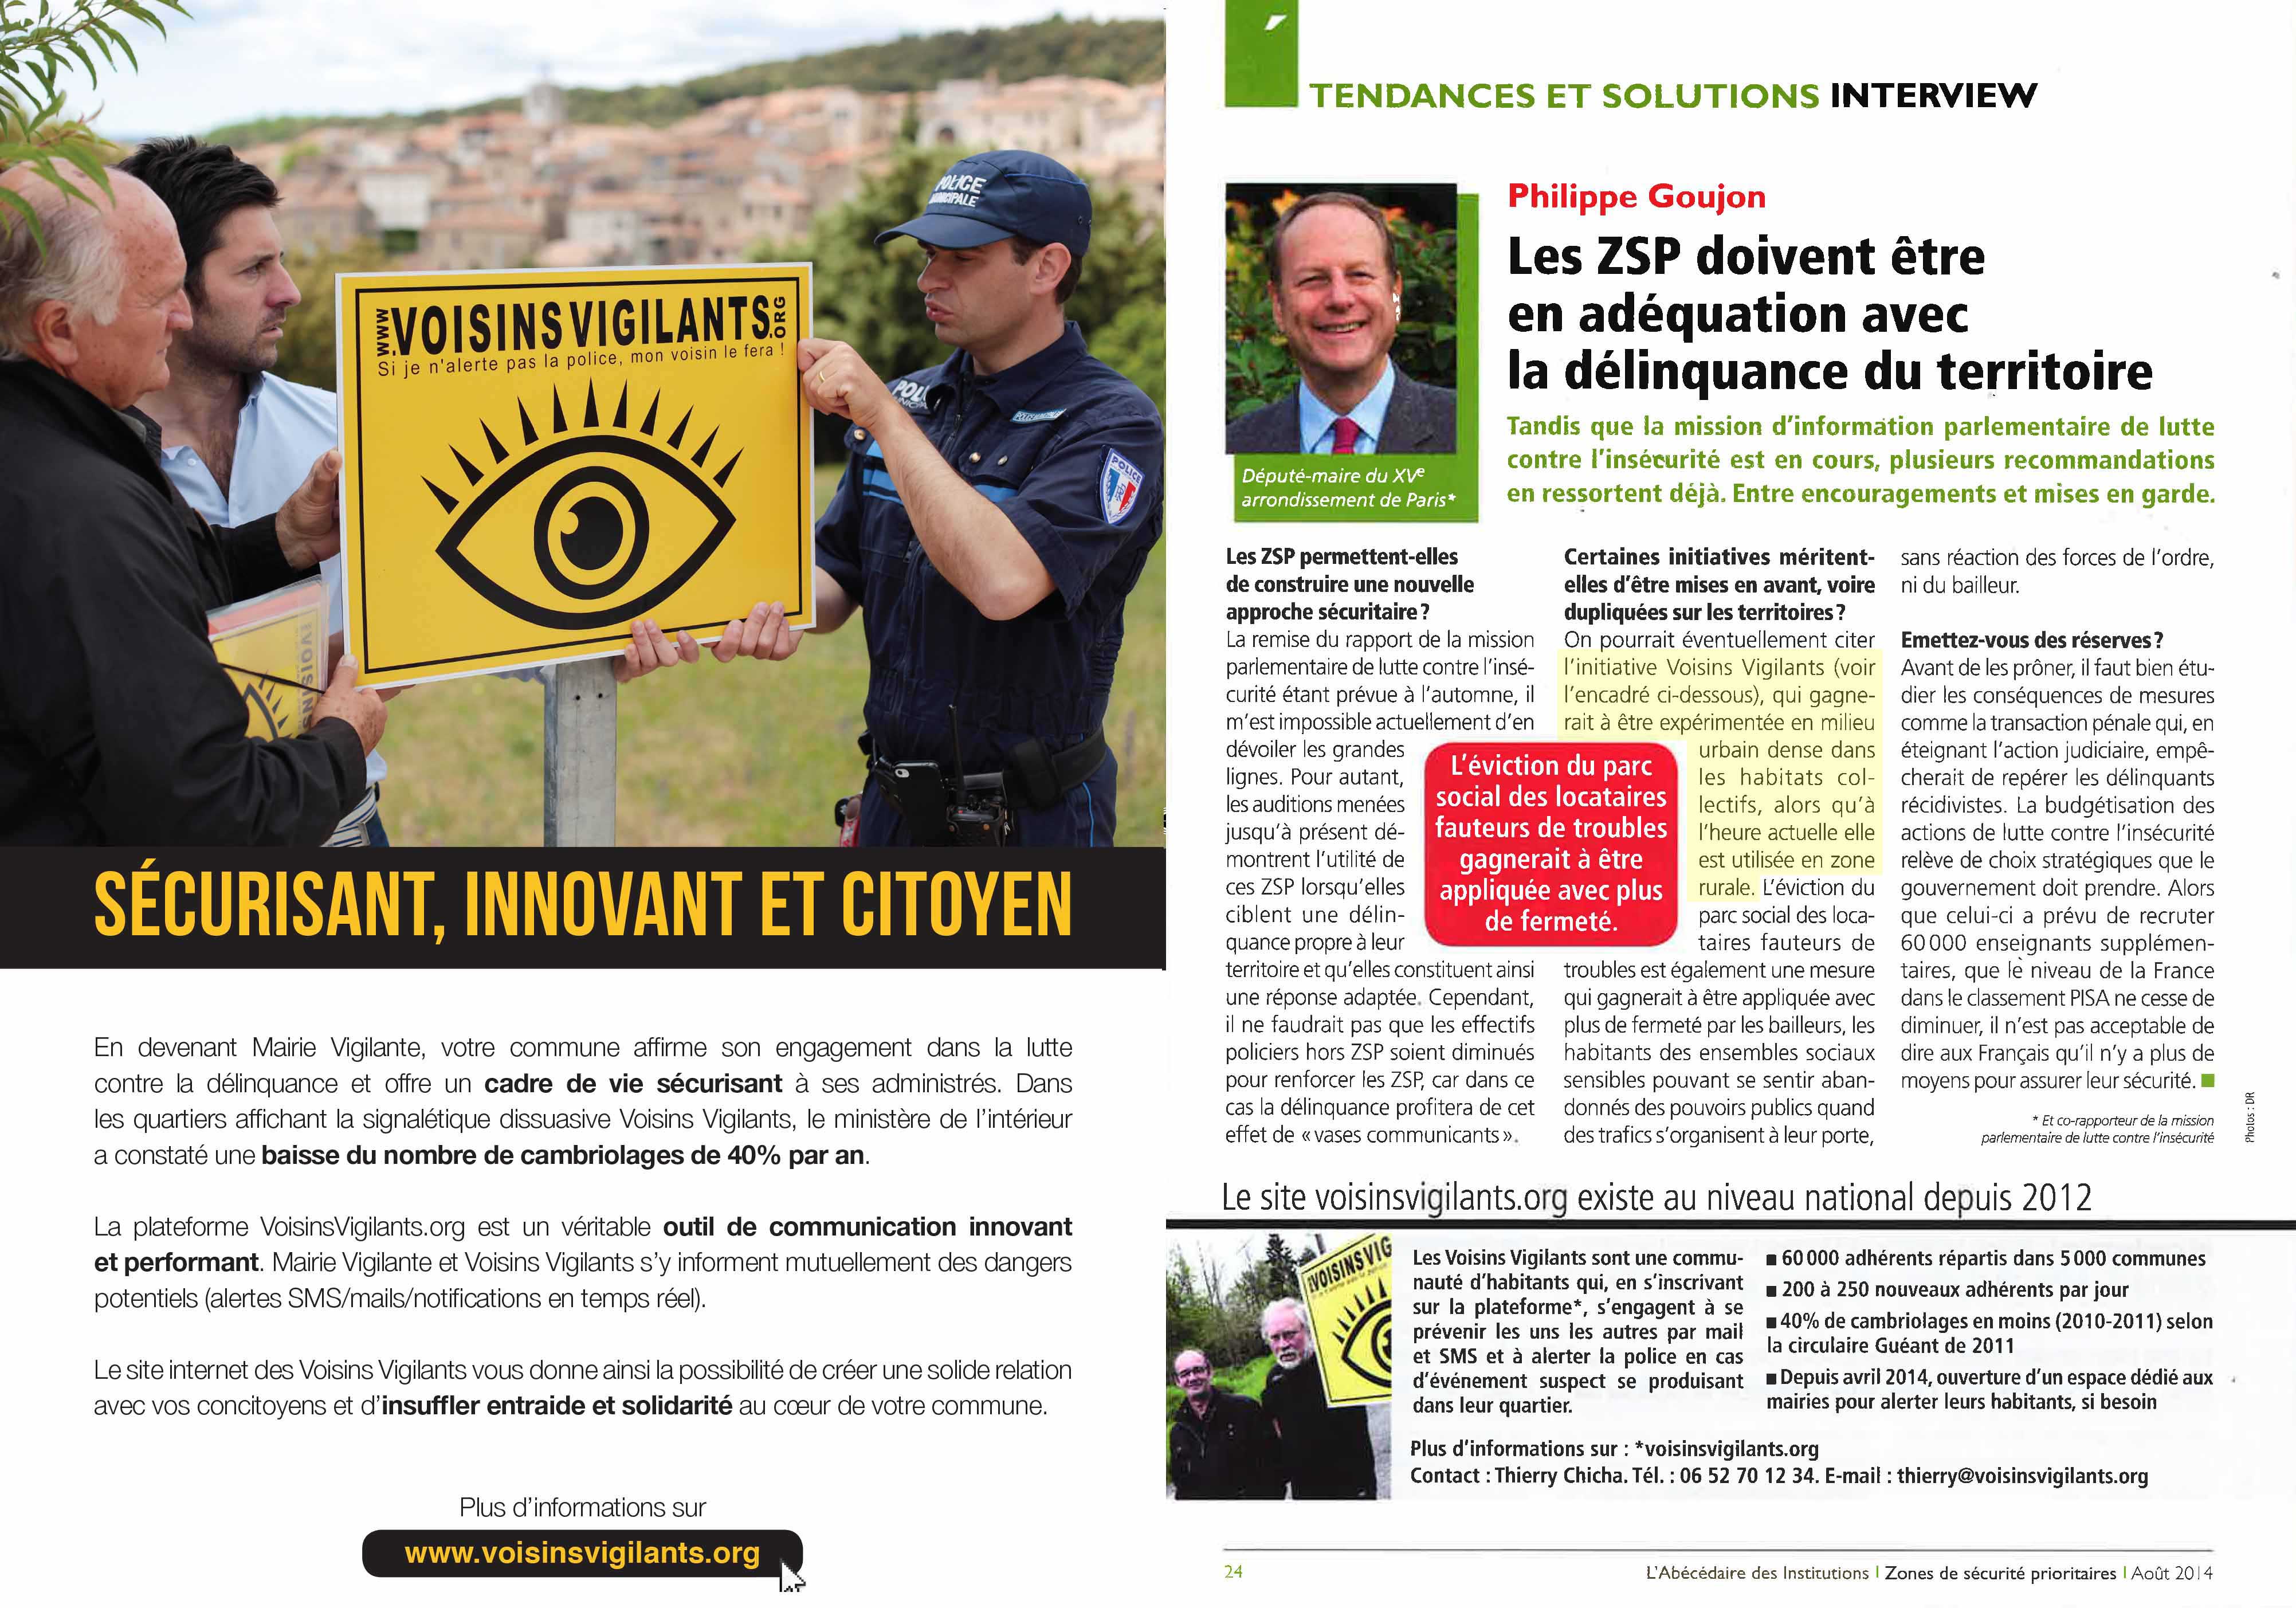 POLICE
MUNICIPALE
WWW.VOISINSVIGILANTS.ORG
Si je n'alerte pas la police, mon voisin le fera !
POLICE
SÉCURISANT, INNOVANT ET CITOYEN
En devenant Mairie Vigilante, votre commune affirme son engagement dans la lutte
contre la délinquance et offre un cadre de vie sécurisant à ses administrés. Dans
les quartiers affichant la signalétique dissuasive Voisins Vigilants, le ministère de l'intérieur
a constaté une baisse du nombre de cambriolages de 40% par an.
La plateforme VoisinsVigilants.org est un véritable outil de communication innovant
et performant. Mairie Vigilante et Voisins Vigilants s'y informent mutuellement des dangers
potentiels (alertes SMS/mails/notifications en temps réel).
Le site internet des Voisins Vigilants vous donne ainsi la possibilité de créer une solide relation
avec vos concitoyens et d'insuffler entraide et solidarité au cœur de votre commune.
Plus d'informations sur
www.voisinsvigilants.org
TENDANCES ET SOLUTIONS INTERVIEW
Philippe Goujon
Les ZSP doivent être
en adéquation avec
la délinquance du territoire
Tandis que la mission d'information parlementaire de lutte
contre l'insécurité est en cours, plusieurs recommandations
en ressortent déjà. Entre encouragements et mises en garde.
Député-maire du XVe
arrondissement de Paris*
Les ZSP permettent-elles
de construire une nouvelle
approche sécuritaire ?
La remise du rapport de la mission
parlementaire de lutte contre l'insé-
curité étant prévue à l'automne, il
m'est impossible actuellement d'en
dévoiler les grandes
lignes. Pour autant,
les auditions menées
jusqu'à présent dé-
montrent l'utilité de
ces ZSP lorsqu'elles
ciblent une délin-
quance propre à leur
territoire et qu'elles constituent ainsi
une réponse adaptée. Cependant,
il ne faudrait pas que les effectifs
policiers hors ZSP soient diminués
pour renforcer les ZSP, car dans ce
cas la délinquance profitera de cet
effet de « vases communicants ».
L'éviction du parc
social des locataires
fauteurs de troubles
gagnerait à être
appliquée avec plus
de fermeté.
Certaines initiatives méritent-
elles d'être mises en avant, voire
dupliquées sur les territoires ?
On pourrait éventuellement citer
l'initiative Voisins Vigilants (voir
l'encadré ci-dessous), qui gagne-
rait à être expérimentée en milieu
urbain dense dans
les habitats col-
lectifs, alors qu'à
l'heure actuelle elle
est utilisée en zone
rurale. L'éviction du
parc social des loca-
taires fauteurs de
troubles est également une mesure
qui gagnerait à être appliquée avec
plus de fermeté par les bailleurs, les
habitants des ensembles sociaux
sensibles pouvant se sentir aban-
donnés des pouvoirs publics quand
des trafics s'organisent à leur porte,
sans réaction des forces de l'ordre,
ni du bailleur.
Emettez-vous des réserves ?
Avant de les prôner, il faut bien étu-
dier les conséquences de mesures
comme la transaction pénale qui, en
éteignant l'action judiciaire, empê-
cherait de repérer les délinquants
récidivistes. La budgétisation des
actions de lutte contre l'insécurité
relève de choix stratégiques que le
gouvernement doit prendre. Alors
que celui-ci a prévu de recruter
60 000 enseignants supplémen-
taires, que le niveau de la France
dans le classement PISA ne cesse de
diminuer, il n'est pas acceptable de
dire aux Français qu'il n'y a plus de
moyens pour assurer leur sécurité. ■
* Et co-rapporteur de la mission
parlementaire de lutte contre l'insécurité
Photos : DR
Le site voisinsvigilants.org existe au niveau national depuis 2012
VOISINS VIG
Les Voisins Vigilants sont une commu-
nauté d'habitants qui, en s'inscrivant
sur la plateforme*, s'engagent à se
prévenir les uns les autres par mail
et SMS et à alerter la police en cas
d'événement suspect se produisant
dans leur quartier.
■ 60 000 adhérents répartis dans 5 000 communes
■ 200 à 250 nouveaux adhérents par jour
■ 40% de cambriolages en moins (2010-2011) selon
la circulaire Guéant de 2011
■ Depuis avril 2014, ouverture d'un espace dédié aux
mairies pour alerter leurs habitants, si besoin
Plus d'informations sur : *voisinsvigilants.org
Contact : Thierry Chicha. Tél. : 06 52 70 12 34. E-mail : thierry@voisinsvigilants.org
24
L'Abécédaire des Institutions | Zones de sécurité prioritaires | Août 2014